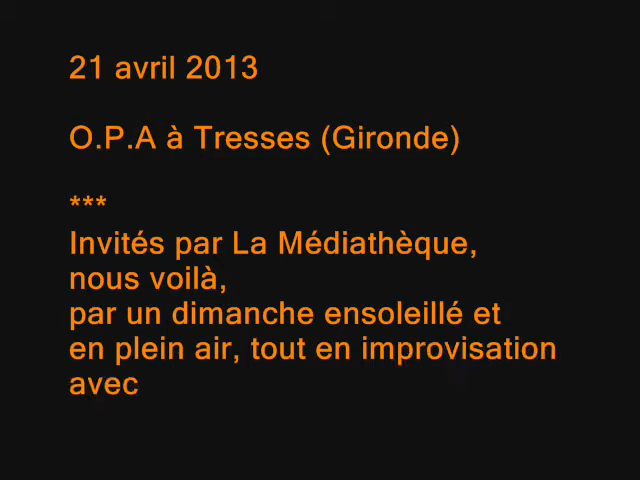 21 avril 2013
O.P.A à Tresses (Gironde)
***
Invités par La Médiathèque,
nous voilà,
par un dimanche ensoleillé et
en plein air, tout en improvisation
avec